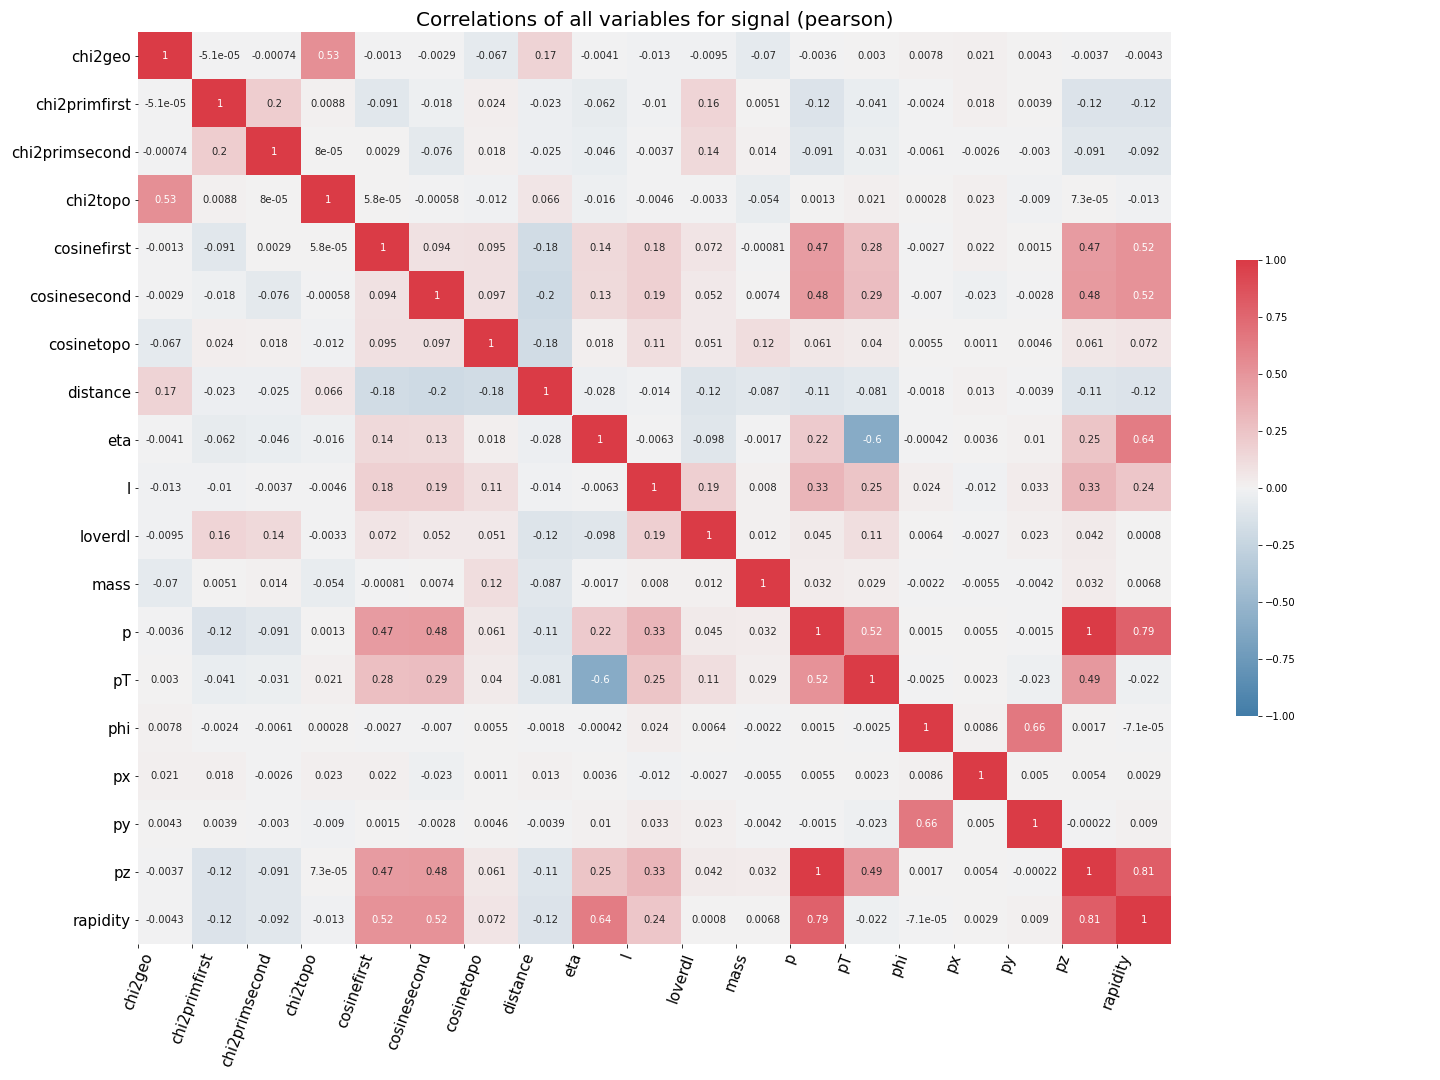 Correlations of all variables for signal (pearson)
chi2geo 1 -5.1e-05 -0.00074 0.53 -0.0013 -0.0029 -0.067 0.17 -0.0041 -0.013 -0.0095 -0.07 -0.0036 0.003 0.0078 0.021 0.0043 -0.0037 -0.0043
chi2primfirst -5.1e-05 1 0.2 0.0088 -0.091 -0.018 0.024 -0.023 -0.062 -0.01 0.16 0.0051 -0.12 -0.041 -0.0024 0.018 0.0039 -0.12 -0.12
chi2primsecond -0.00074 0.2 1 8e-05 0.0029 -0.076 0.018 -0.025 -0.046 -0.0037 0.14 0.014 -0.091 -0.031 -0.0061 -0.0026 -0.003 -0.091 -0.092
chi2topo 0.53 0.0088 8e-05 1 5.8e-05 -0.00058 -0.012 0.066 -0.016 -0.0046 -0.0033 -0.054 0.0013 0.021 0.00028 0.023 -0.009 7.3e-05 -0.013
cosinefirst -0.0013 -0.091 0.0029 5.8e-05 1 0.094 0.095 -0.18 0.14 0.18 0.072 -0.00081 0.47 0.28 -0.0027 0.022 0.0015 0.47 0.52
cosinesecond -0.0029 -0.018 -0.076 -0.00058 0.094 1 0.097 -0.2 0.13 0.19 0.052 0.0074 0.48 0.29 -0.007 -0.023 -0.0028 0.48 0.52
cosinetopo -0.067 0.024 0.018 -0.012 0.095 0.097 1 -0.18 0.018 0.11 0.051 0.12 0.061 0.04 0.0055 0.0011 0.0046 0.061 0.072
distance 0.17 -0.023 -0.025 0.066 -0.18 -0.2 -0.18 1 -0.028 -0.014 -0.12 -0.087 -0.11 -0.081 -0.0018 0.013 -0.0039 -0.11 -0.12
eta -0.0041 -0.062 -0.046 -0.016 0.14 0.13 0.018 -0.028 1 -0.0063 -0.098 -0.0017 0.22 -0.6 -0.00042 0.0036 0.01 0.25 0.64
l -0.013 -0.01 -0.0037 -0.0046 0.18 0.19 0.11 -0.014 -0.0063 1 0.19 0.008 0.33 0.25 0.024 -0.012 0.033 0.33 0.24
loverdl -0.0095 0.16 0.14 -0.0033 0.072 0.052 0.051 -0.12 -0.098 0.19 1 0.012 0.045 0.11 0.0064 -0.0027 0.023 0.042 0.0008
mass -0.07 0.0051 0.014 -0.054 -0.00081 0.0074 0.12 -0.087 -0.0017 0.008 0.012 1 0.032 0.029 -0.0022 -0.0055 -0.0042 0.032 0.0068
p -0.0036 -0.12 -0.091 0.0013 0.47 0.48 0.061 -0.11 0.22 0.33 0.045 0.032 1 0.52 0.0015 0.0055 -0.0015 1 0.79
pT 0.003 -0.041 -0.031 0.021 0.28 0.29 0.04 -0.081 -0.6 0.25 0.11 0.029 0.52 1 -0.0025 0.0023 -0.023 0.49 -0.022
phi 0.0078 -0.0024 -0.0061 0.00028 -0.0027 -0.007 0.0055 -0.0018 -0.00042 0.024 0.0064 -0.0022 0.0015 -0.0025 1 0.0086 0.66 0.0017 -7.1e-05
px 0.021 0.018 -0.0026 0.023 0.022 -0.023 0.0011 0.013 0.0036 -0.012 -0.0027 -0.0055 0.0055 0.0023 0.0086 1 0.005 0.0054 0.0029
py 0.0043 0.0039 -0.003 -0.009 0.0015 -0.0028 0.0046 -0.0039 0.01 0.033 0.023 -0.0042 -0.0015 -0.023 0.66 0.005 1 -0.00022 0.009
pz -0.0037 -0.12 -0.091 7.3e-05 0.47 0.48 0.061 -0.11 0.25 0.33 0.042 0.032 1 0.49 0.0017 0.0054 -0.00022 1 0.81
rapidity -0.0043 -0.12 -0.092 -0.013 0.52 0.52 0.072 -0.12 0.64 0.24 0.0008 0.0068 0.79 -0.022 -7.1e-05 0.0029 0.009 0.81 1
chi2geo chi2primfirst chi2primsecond chi2topo cosinefirst cosinesecond cosinetopo distance eta l loverdl mass p pT phi px py pz rapidity
1.00
0.75
0.50
0.25
0.00
−0.25
−0.50
−0.75
−1.00